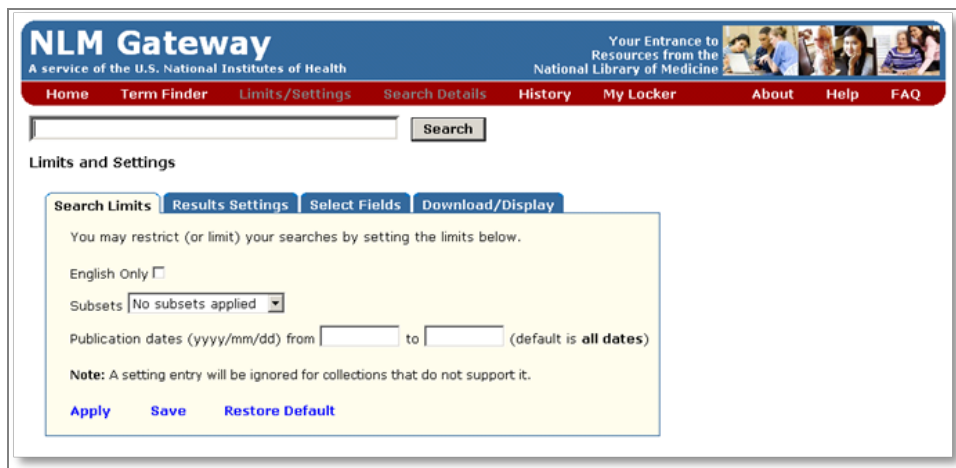 NLM Gateway
A service of the U.S. National Institutes of Health
Your Entrance to
Resources from the
National Library of Medicine
Home Term Finder Limits/Settings Search Details History My Locker About Help FAQ
Search
Limits and Settings
Search Limits Results Settings Select Fields Download/Display
You may restrict (or limit) your searches by setting the limits below.
English Only
Subsets No subsets applied
Publication dates (yyyy/mm/dd) from to (default is all dates)
Note: A setting entry will be ignored for collections that do not support it.
Apply Save Restore Default